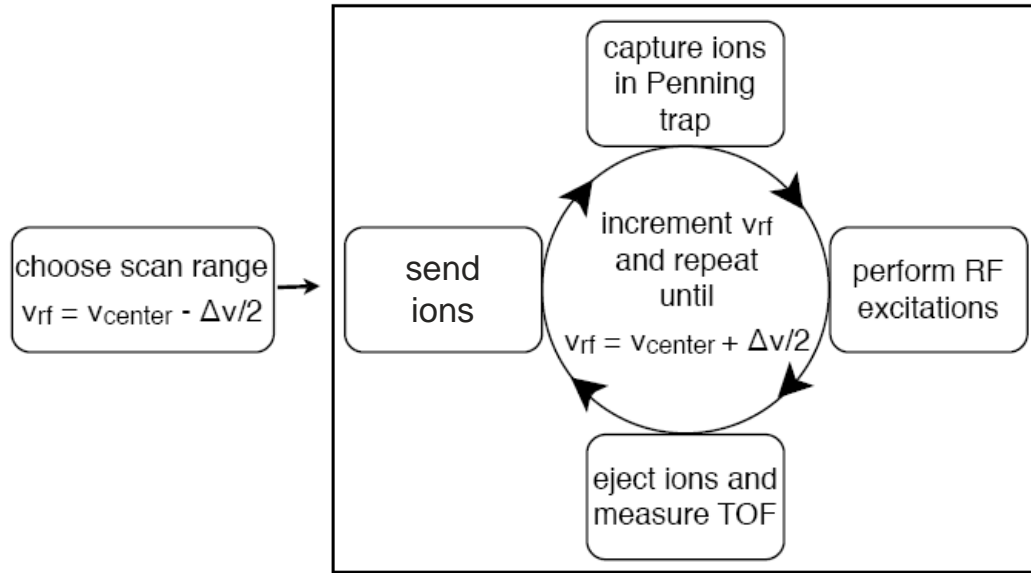 choose scan range
νrf = νcenter - Δν/2
send
ions
capture ions
in Penning
trap
increment νrf
and repeat
until
νrf = νcenter + Δν/2
perform RF
excitations
eject ions and
measure TOF